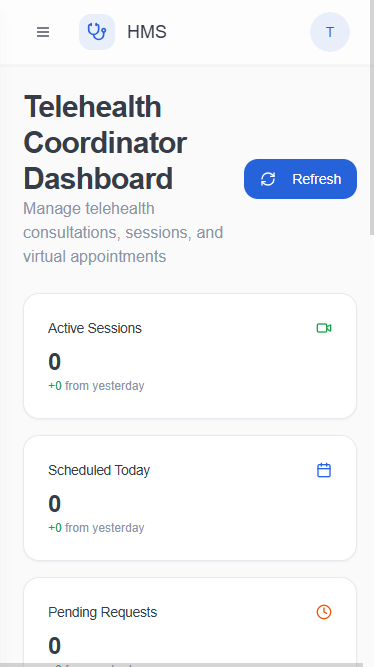 HMS
T
Telehealth
Coordinator
Dashboard
Refresh
Manage telehealth
consultations, sessions, and
virtual appointments
Active Sessions
0
+0 from yesterday
Scheduled Today
0
+0 from yesterday
Pending Requests
0